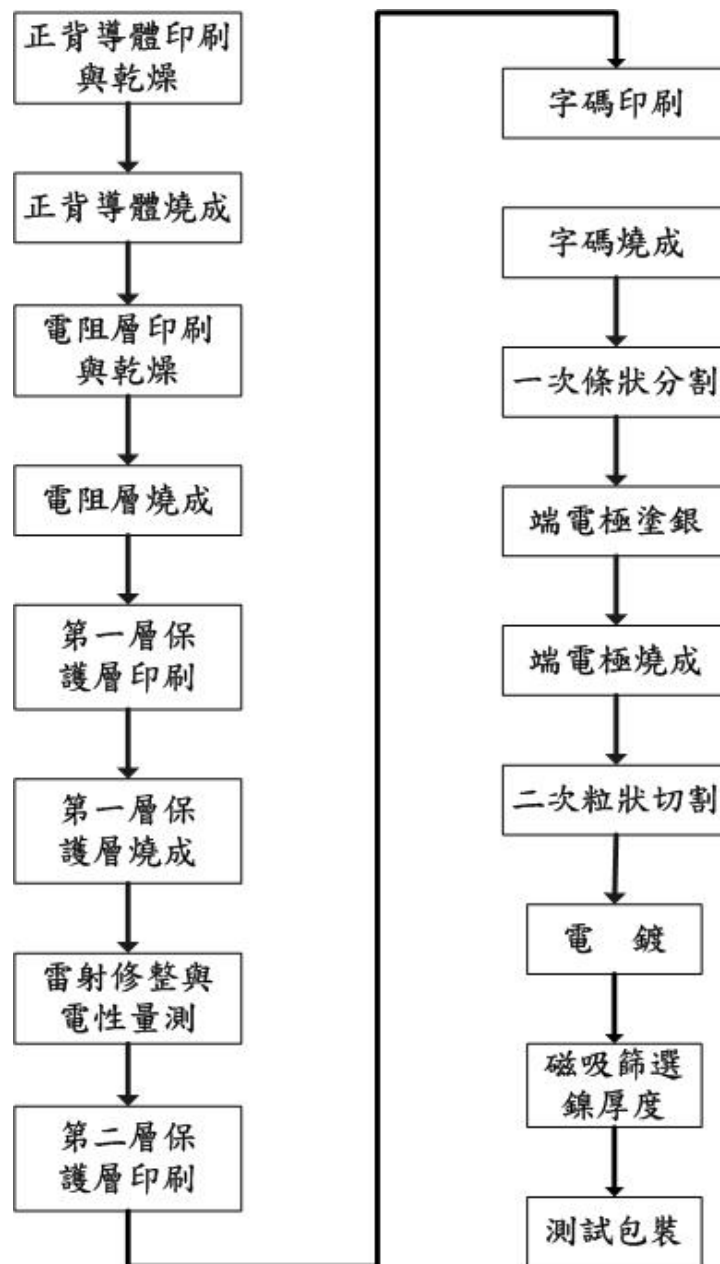 正背導體印刷
與乾燥
正背導體燒成
電阻層印刷
與乾燥
電阻層燒成
第一層保
護層印刷
第一層保
護層燒成
雷射修整與
電性量測
第二層保
護層印刷
字碼印刷
字碼燒成
一次條狀分割
端電極塗銀
端電極燒成
二次粒狀切割
電　鍍
磁吸篩選
鎳厚度
測試包裝